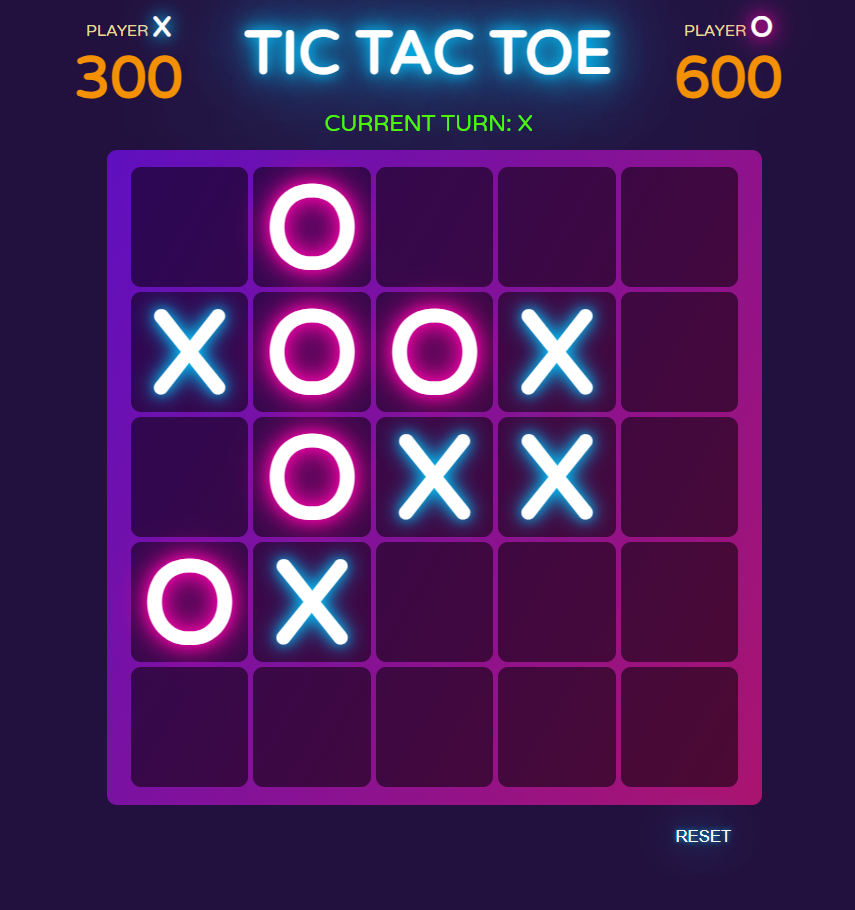 PLAYER X
300
TIC TAC TOE
PLAYER O
600
CURRENT TURN: X
O
X O O X
O X X
O X
RESET